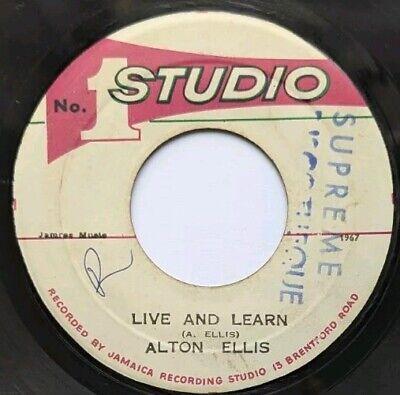 No. 1 STUDIO
SUPREME
Jamrec Music
1967
R
LIVE AND LEARN
(A. ELLIS)
ALTON ELLIS
RECORDED BY JAMAICA RECORDING STUDIO 13 BRENTFORD ROAD